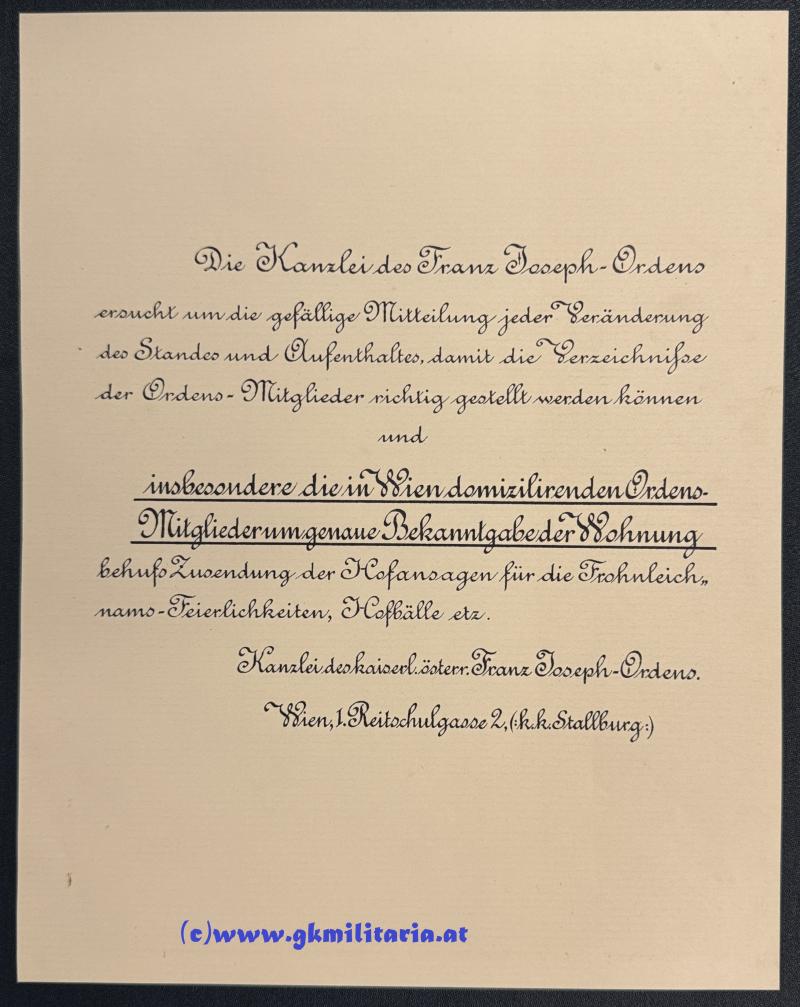 Die Kanzlei des Franz Joseph-Ordens
ersucht um die gefällige Mitteilung jeder Veränderung
des Standes und Aufenthaltes, damit die Verzeichniſse
der Ordens-Mitglieder richtig gestellt werden können
und
insbesondere die in Wien domizilirenden Ordens-
Mitglieder um genaue Bekanntgabe der Wohnung
behufs Zusendung der Hofansagen für die Frohnleich„
nams-Feierlichkeiten, Hofbälle etz.
Kanzlei des kaiserl. österr. Franz Joseph-Ordens.
Wien, 1. Reitschulgasse 2, (:k.k. Stallburg:)
(c)www.gkmilitaria.at